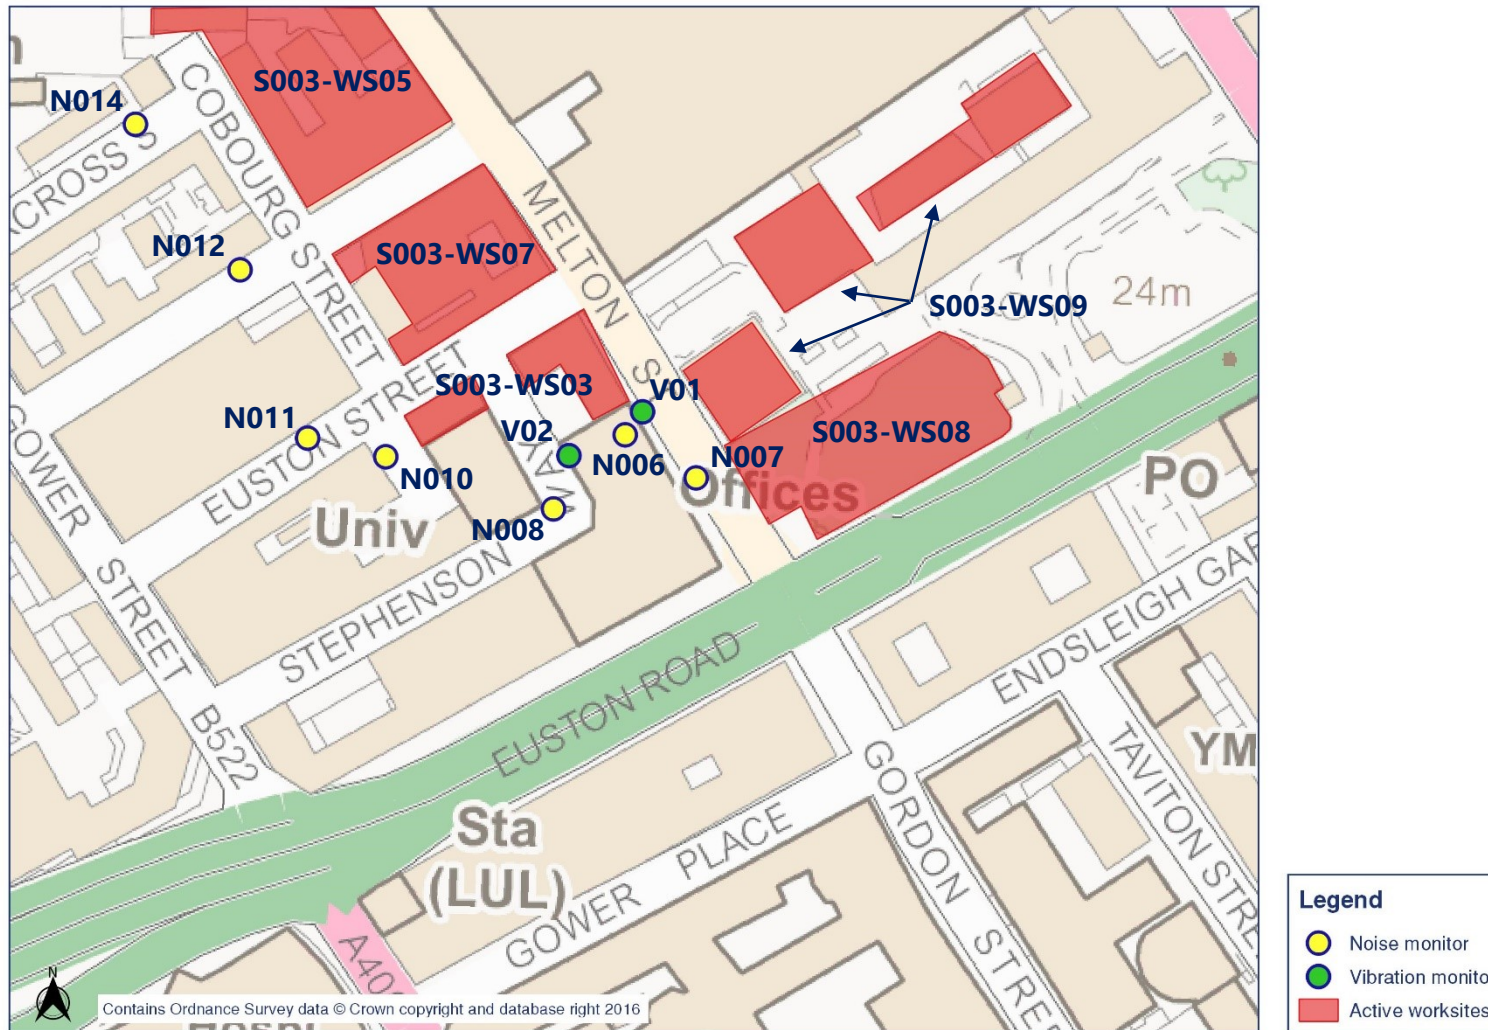 S003-WS05
N014
COBOURG STREET
CROSS S
MELTON S
N012
S003-WS07
24m
S003-WS09
S003-WS03
V01
N011
EUSTON STREET
V02
S003-WS08
N006
N007
N010
Offices
PO
WAY
Univ
N008
GOWER STREET
STEPHENSON
ENDSLEIGH GAR
B522
EUSTON ROAD
TAVITON STRE
YM
GORDON STREE
Sta
(LUL)
GOWER PLACE
A400
N
Contains Ordnance Survey data © Crown copyright and database right 2016
Legend
Noise monitor
Vibration monito
Active worksites